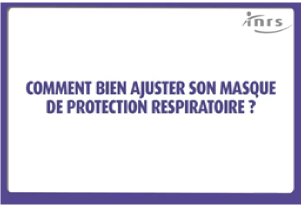 inrs
COMMENT BIEN AJUSTER SON MASQUE
DE PROTECTION RESPIRATOIRE ?